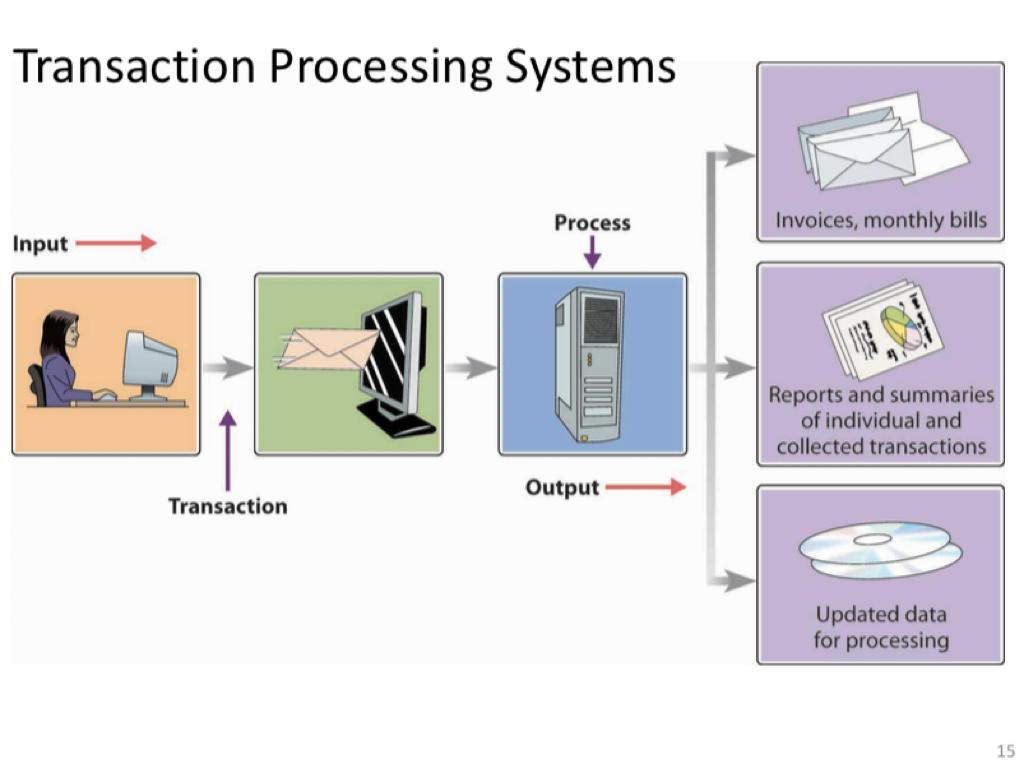 Transaction Processing Systems
Input
Transaction
Process
Output
Invoices, monthly bills
Reports and summaries
of individual and
collected transactions
Updated data
for processing
15